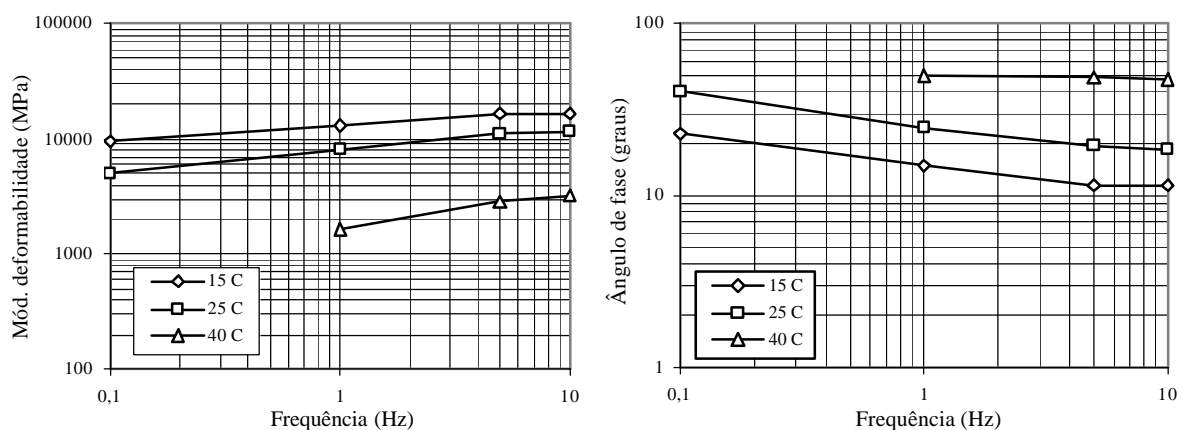 Mód. deformabilidade (MPa)
100000
10000
1000
100
15 C
25 C
40 C
0,1
1
10
Frequência (Hz)
Ângulo de fase (graus)
100
10
1
15 C
25 C
40 C
0,1
1
10
Frequência (Hz)